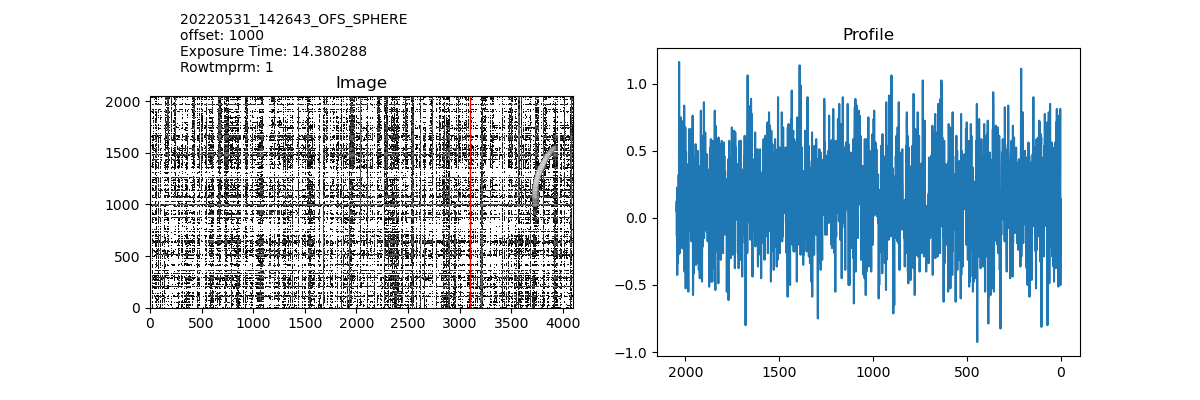 20220531_142643_OFS_SPHERE
offset: 1000
Exposure Time: 14.380288
Rowtmprm: 1
Image
2000
1500
1000
500
0
0 500 1000 1500 2000 2500 3000 3500 4000
Profile
1.0
0.5
0.0
−0.5
−1.0
2000 1500 1000 500 0